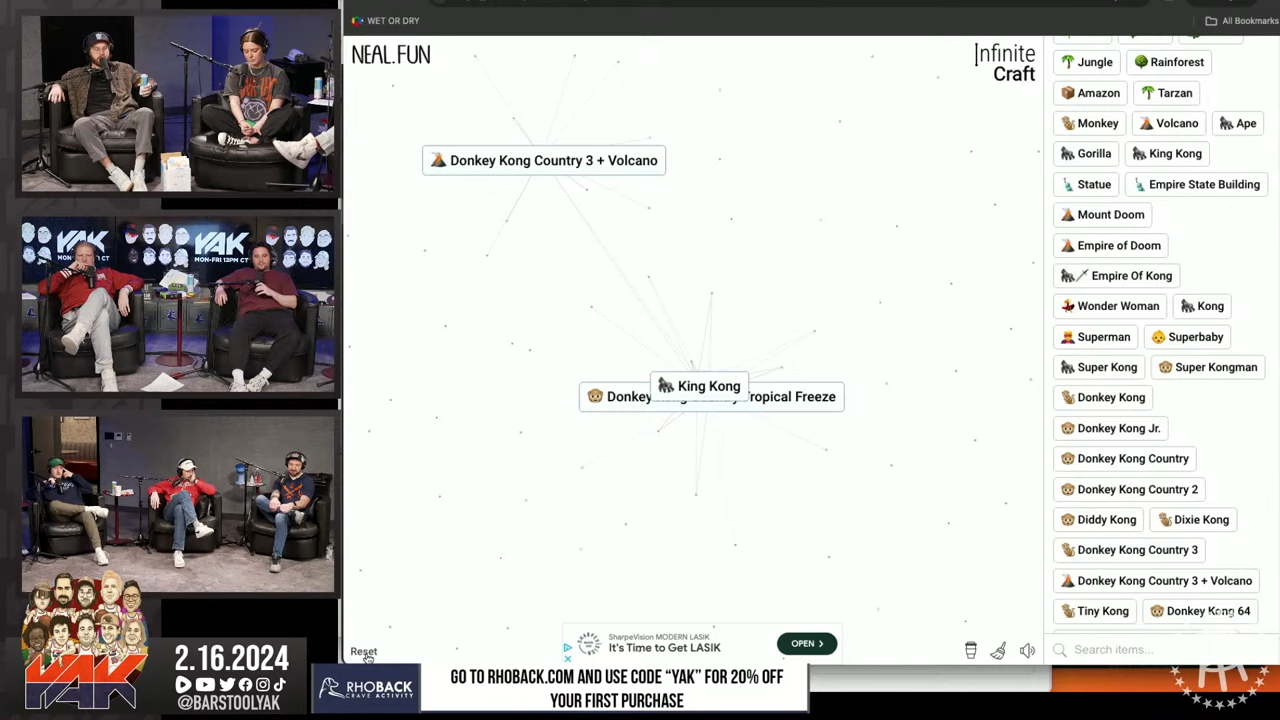 WET OR DRY
All Bookmarks
NEAL.FUN
Infinite
Craft
Jungle
Rainforest
Amazon
Tarzan
Monkey
Volcano
Ape
Gorilla
King Kong
Statue
Empire State Building
Mount Doom
Empire of Doom
Empire Of Kong
Wonder Woman
Kong
Superman
Superbaby
Super Kong
Super Kongman
Donkey Kong
Donkey Kong Jr.
Donkey Kong Country
Donkey Kong Country 2
Diddy Kong
Dixie Kong
Donkey Kong Country 3
Donkey Kong Country 3 + Volcano
Tiny Kong
Donkey Kong 64
Search items...
Donkey Kong Country 3 + Volcano
King Kong
Donkey
Tropical Freeze
SharpeVision MODERN LASIK
It's Time to Get LASIK
OPEN >
Reset
YAK
MON-FRI 12PM CT
YAK
2.16.2024
@BARSTOOLYAK
RHOBACK
CRAVE ACTIVITY
GO TO RHOBACK.COM AND USE CODE “YAK” FOR 20% OFF
YOUR FIRST PURCHASE